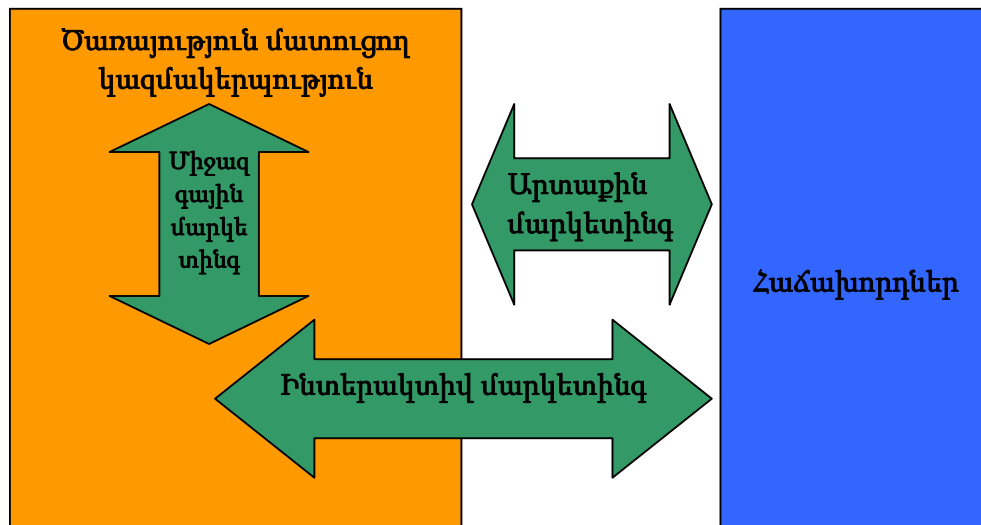 Ծառայություն մատուցող
կազմակերպություն
Միջազ
գային
մարկե
տինգ
Արտաքին
մարկետինգ
Ինտերակտիվ մարկետինգ
Հաճախորդներ